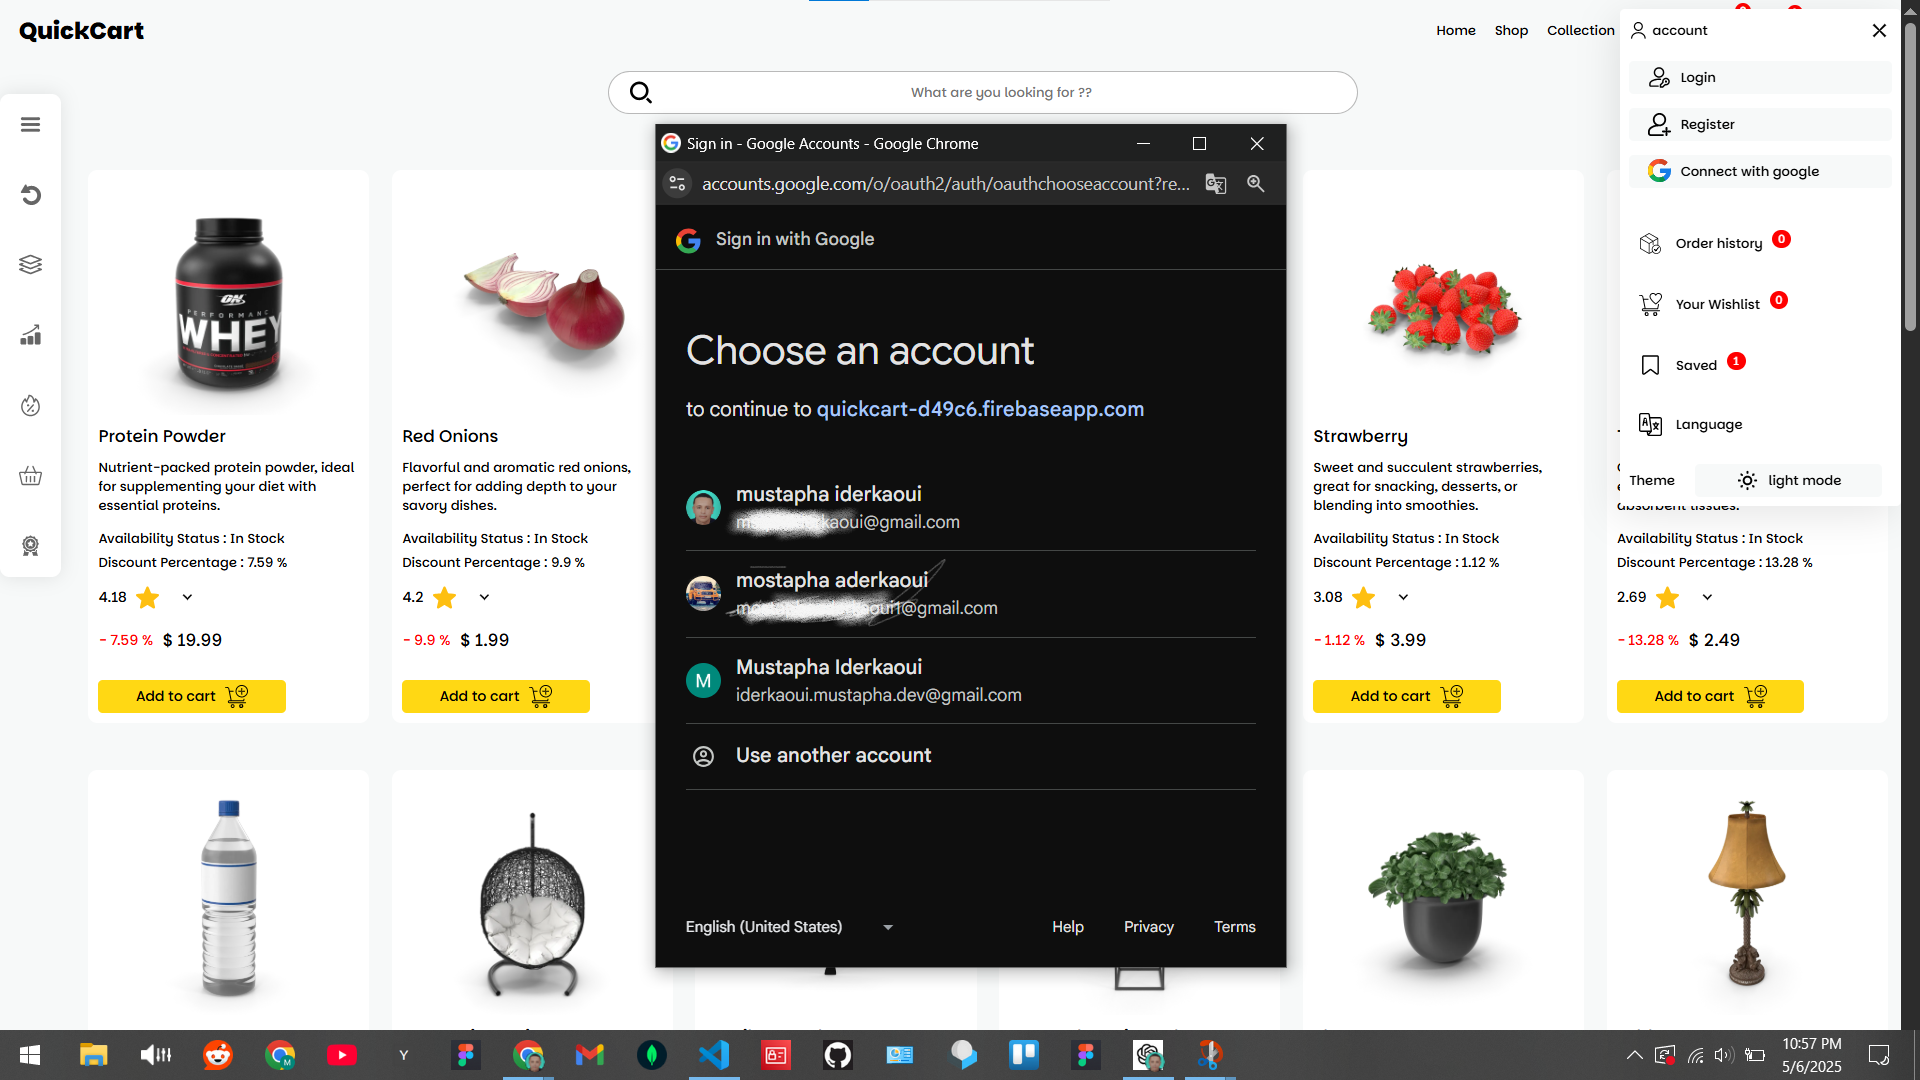 QuickCart
Home
Shop
Collection
account
Login
Register
Connect with google
Order history
0
Your Wishlist
0
Saved
1
Language
Theme
light mode
What are you looking for ??
Sign in - Google Accounts - Google Chrome
accounts.google.com/o/oauth2/auth/oauthchooseaccount?re...
Sign in with Google
Choose an account
to continue to quickcart-d49c6.firebaseapp.com
mustapha iderkaoui
kaoui@gmail.com
mostapha aderkaoui
@gmail.com
M
Mustapha Iderkaoui
iderkaoui.mustapha.dev@gmail.com
Use another account
English (United States)
Help
Privacy
Terms
ON
PERFORMANC
WHEY
Protein Powder
Nutrient-packed protein powder, ideal
for supplementing your diet with
essential proteins.
Availability Status : In Stock
Discount Percentage : 7.59 %
4.18
- 7.59 %
$ 19.99
Add to cart
Red Onions
Flavorful and aromatic red onions,
perfect for adding depth to your
savory dishes.
Availability Status : In Stock
Discount Percentage : 9.9 %
4.2
- 9.9 %
$ 1.99
Add to cart
Strawberry
Sweet and succulent strawberries,
great for snacking, desserts, or
blending into smoothies.
Availability Status : In Stock
Discount Percentage : 1.12 %
3.08
- 1.12 %
$ 3.99
Add to cart
absorbent tissues.
Availability Status : In Stock
Discount Percentage : 13.28 %
2.69
- 13.28 %
$ 2.49
Add to cart
Y
10:57 PM
5/6/2025